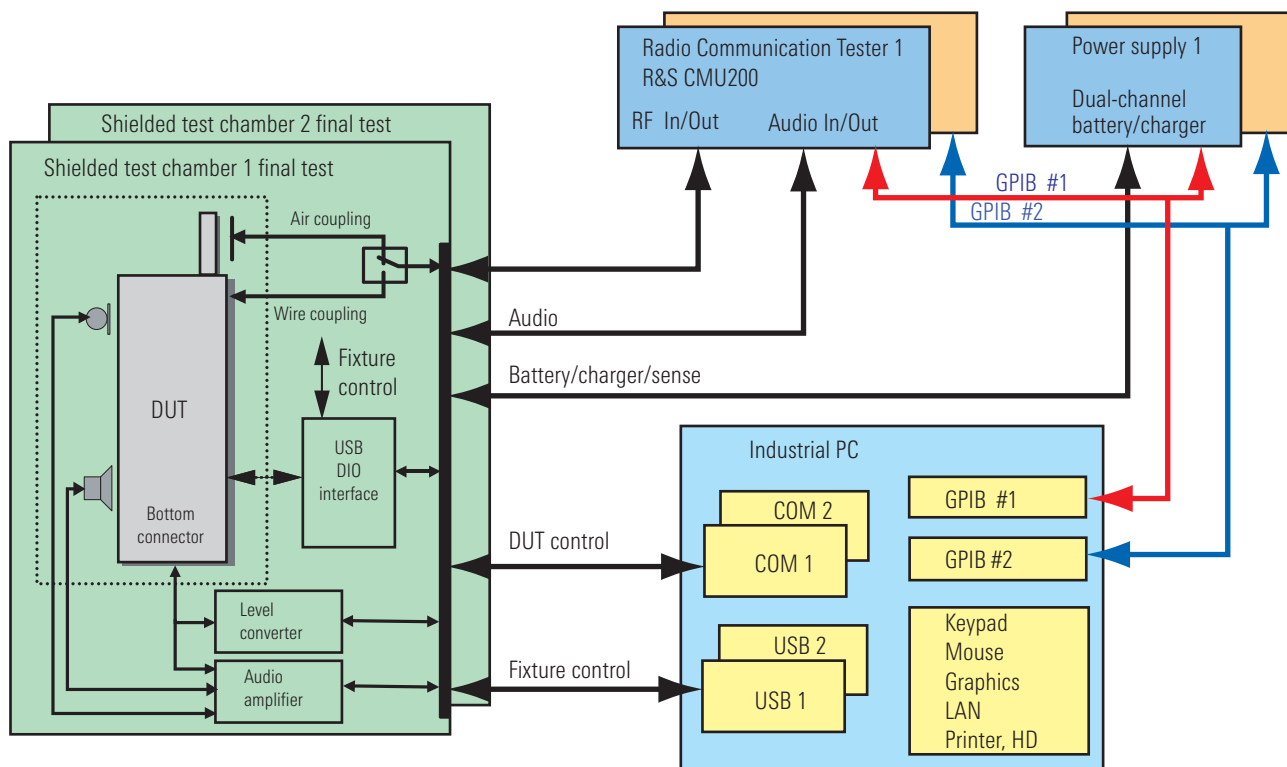 Radio Communication Tester 1
R&S CMU200
RF In/Out
Audio In/Out
Power supply 1
Dual-channel
battery/charger
GPIB #1
GPIB #2
Shielded test chamber 2 final test
Shielded test chamber 1 final test
Air coupling
Wire coupling
Fixture
control
DUT
USB
DIO
interface
Bottom
connector
Level
converter
Audio
amplifier
Audio
Battery/charger/sense
DUT control
Fixture control
Industrial PC
COM 2
COM 1
USB 2
USB 1
GPIB #1
GPIB #2
Keypad
Mouse
Graphics
LAN
Printer, HD